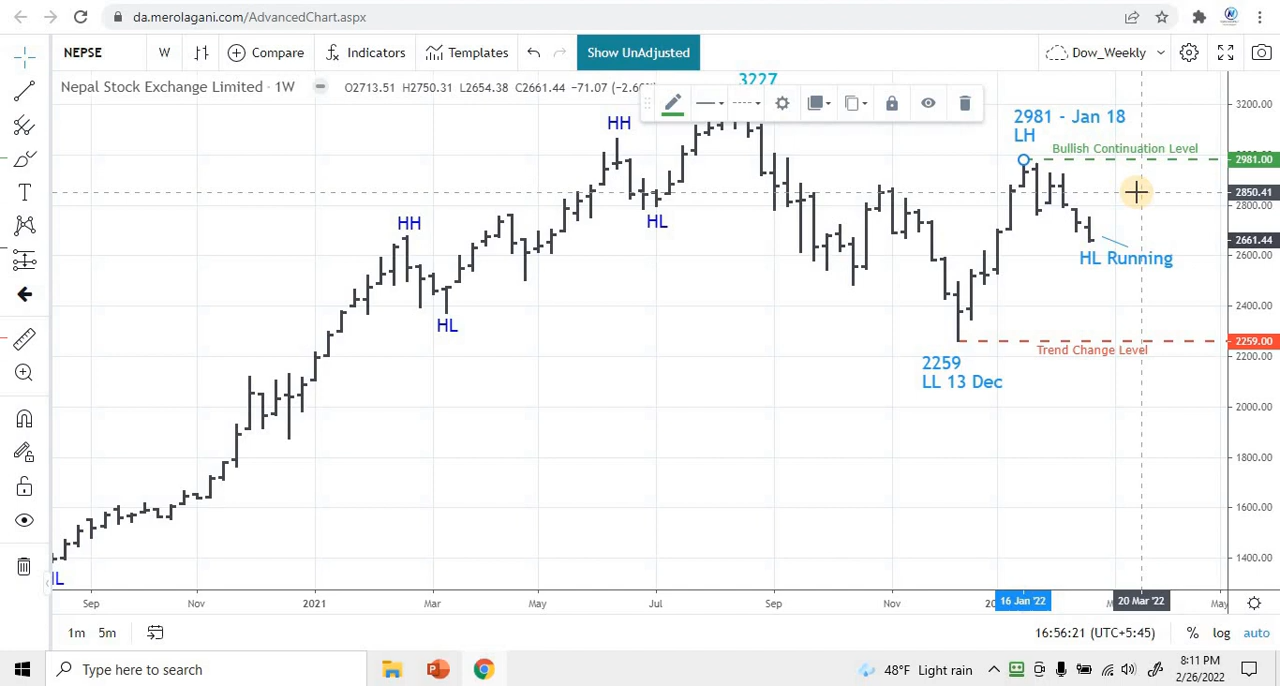 da.merolagani.com/AdvancedChart.aspx
NEPSE W Compare Indicators Templates Show UnAdjusted Dow_Weekly
Nepal Stock Exchange Limited · 1W O2713.51 H2750.31 L2654.38 C2661.44 −71.07
3227
HH
HH
HL
HL
HL
2981 - Jan 18
LH
Bullish Continuation Level
HL Running
Trend Change Level
2259
LL 13 Dec
3200.00
2981.00
2850.41
2800.00
2661.44
2600.00
2400.00
2259.00
2200.00
2000.00
1800.00
1600.00
1400.00
Sep Nov 2021 Mar May Jul Sep Nov 16 Jan '22 20 Mar '22
1m 5m 16:56:21 (UTC+5:45) % log auto
Type here to search 48°F Light rain 8:11 PM
2/26/2022